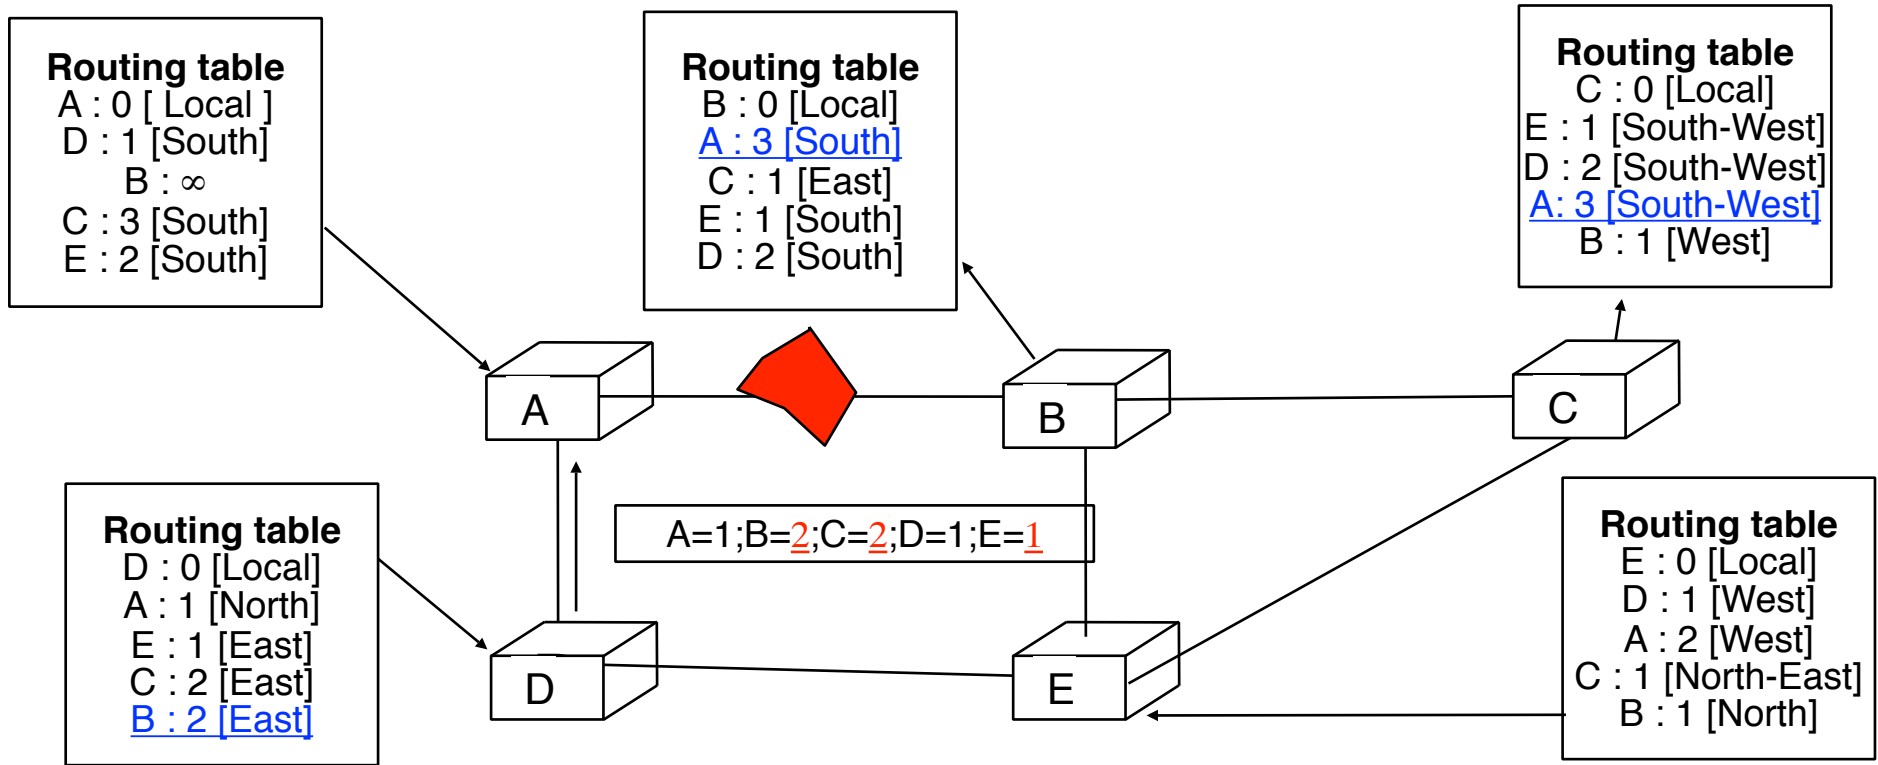 Routing table
A : 0 [ Local ]
D : 1 [South]
B : ∞
C : 3 [South]
E : 2 [South]
Routing table
B : 0 [Local]
A : 3 [South]
C : 1 [East]
E : 1 [South]
D : 2 [South]
Routing table
C : 0 [Local]
E : 1 [South-West]
D : 2 [South-West]
A: 3 [South-West]
B : 1 [West]
A
B
C
Routing table
D : 0 [Local]
A : 1 [North]
E : 1 [East]
C : 2 [East]
B : 2 [East]
A=1;B=2;C=2;D=1;E=1
D
E
Routing table
E : 0 [Local]
D : 1 [West]
A : 2 [West]
C : 1 [North-East]
B : 1 [North]